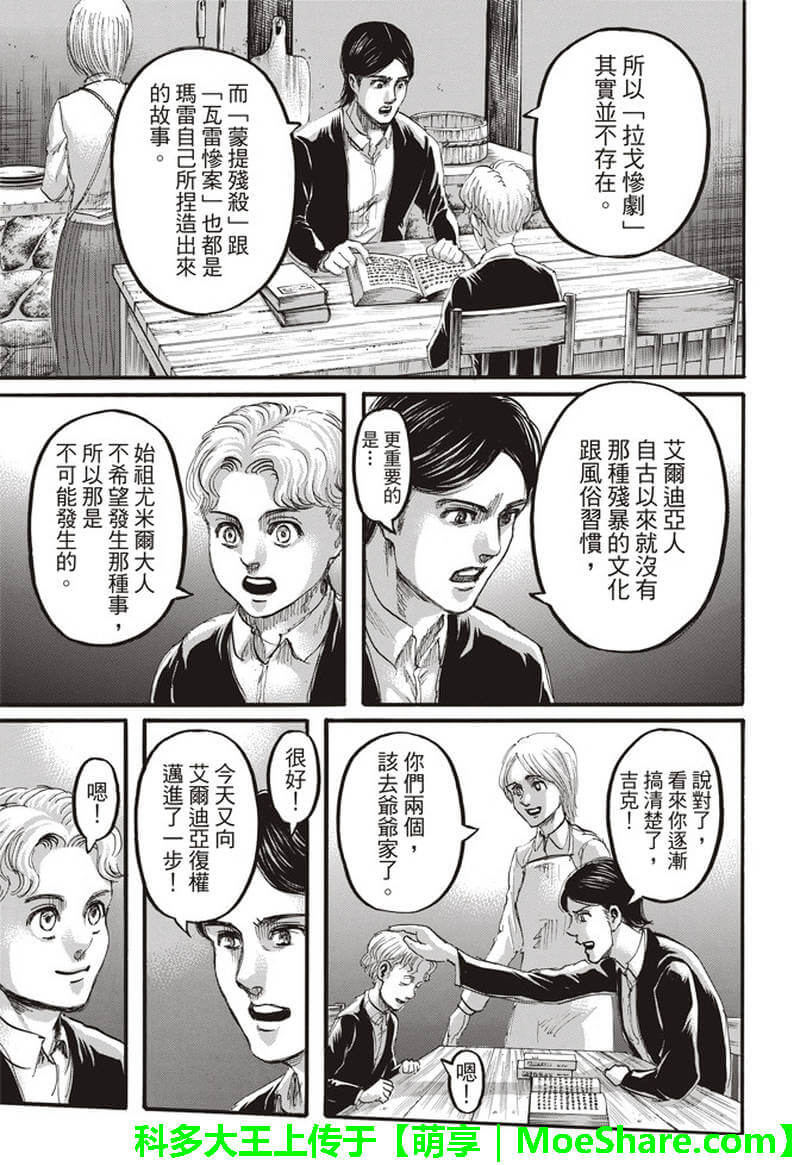 所以「拉戈慘劇」
其實並不存在。
而「蒙提殘殺」跟
「瓦雷慘案」也都是
瑪雷自己所捏造出來
的故事。
艾爾迪亞人
自古以來就沒有
那種殘暴的文化
跟風俗習慣，
更重要的
是…
始祖尤米爾大人
不希望發生那種事，
所以那是
不可能發生的。
說對了，
看來你逐漸
搞清楚了，
吉克！
嗯！
你們兩個，
該去爺爺家了。
很好！
今天又向
艾爾迪亞復權
邁進了一步！
嗯！
科多大王上传于【萌享｜MoeShare.com】